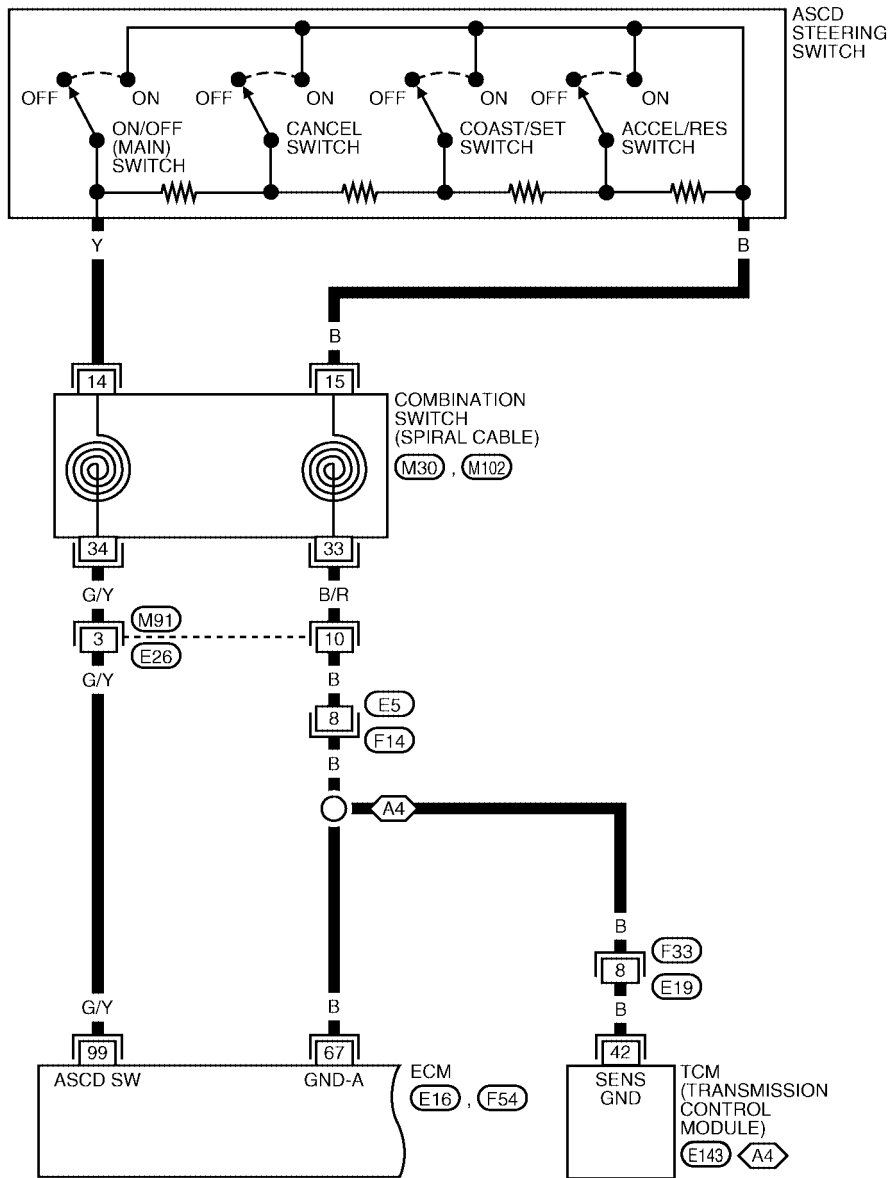 ASCD
STEERING
SWITCH
OFF
ON
OFF
ON
OFF
ON
OFF
ON
ON/OFF
(MAIN)
SWITCH
CANCEL
SWITCH
COAST/SET
SWITCH
ACCEL/RES
SWITCH
Y
B
B
14
15
COMBINATION
SWITCH
(SPIRAL CABLE)
M30 , M102
34
33
G/Y
B/R
M91
3
10
E26
G/Y
B
8
E5
F14
B
A4
B
F33
8
E19
G/Y
B
B
99
67
42
ASCD SW
GND-A
ECM
E16 , F54
SENS
GND
TCM
(TRANSMISSION
CONTROL
MODULE)
E143 A4